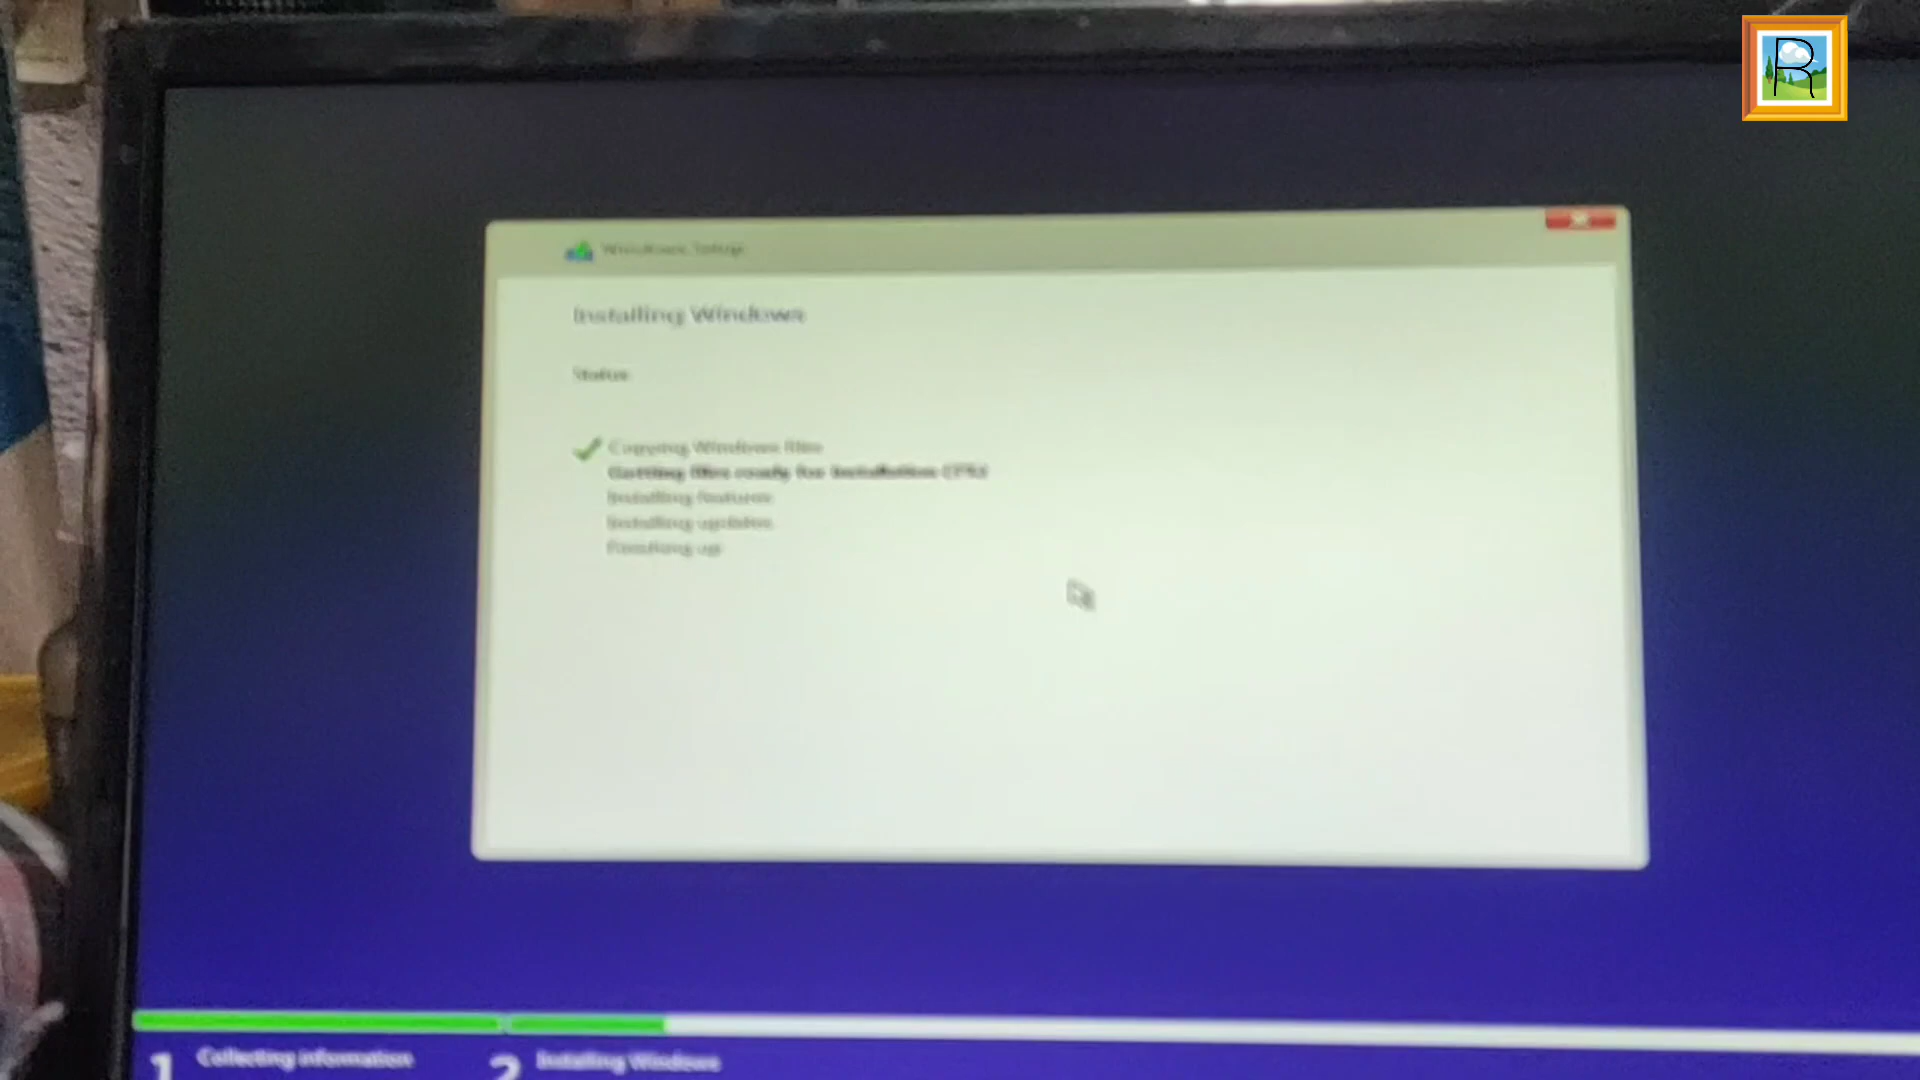 R
Windows Setup
Installing Windows
Status
Copying Windows files
Getting files ready for installation
Installing features
Installing updates
Finishing up
1 Collecting information
2 Installing Windows